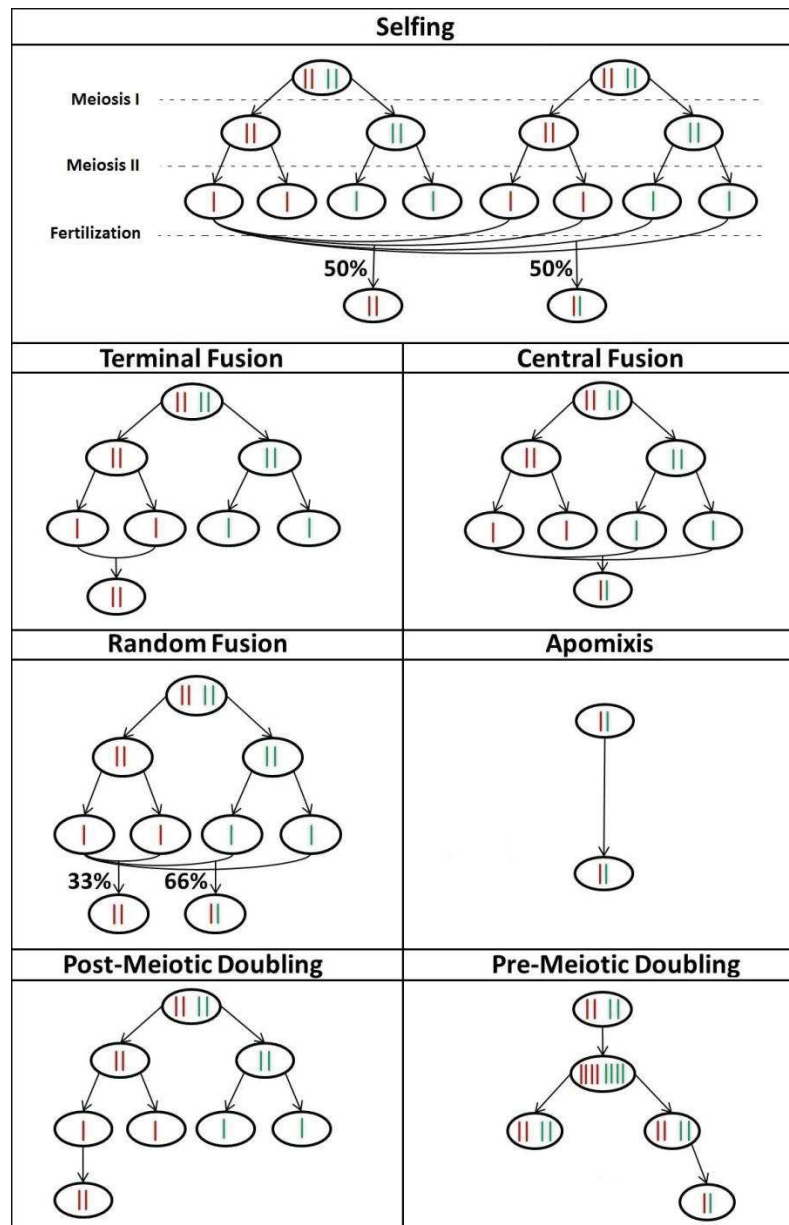 Selfing
Meiosis I
Meiosis II
Fertilization
50% 50%
Terminal Fusion Central Fusion
Random Fusion Apomixis
33% 66%
Post-Meiotic Doubling Pre-Meiotic Doubling